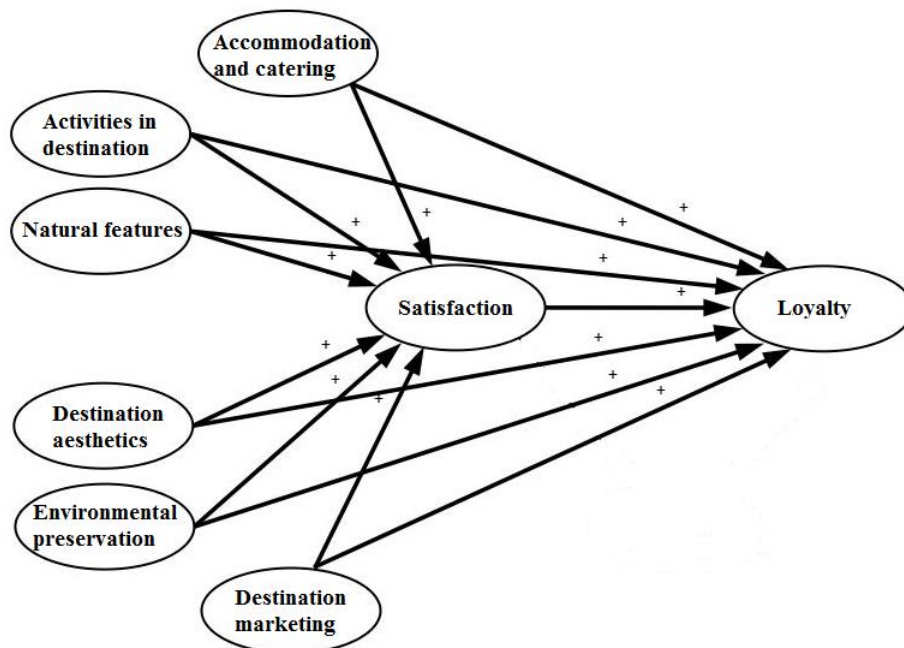 Accommodation
and catering
Activities in
destination
Natural features
+
+
+
+
+
+
Satisfaction
+
Loyalty
+
+
+
+
+
+
Destination
aesthetics
Environmental
preservation
Destination
marketing